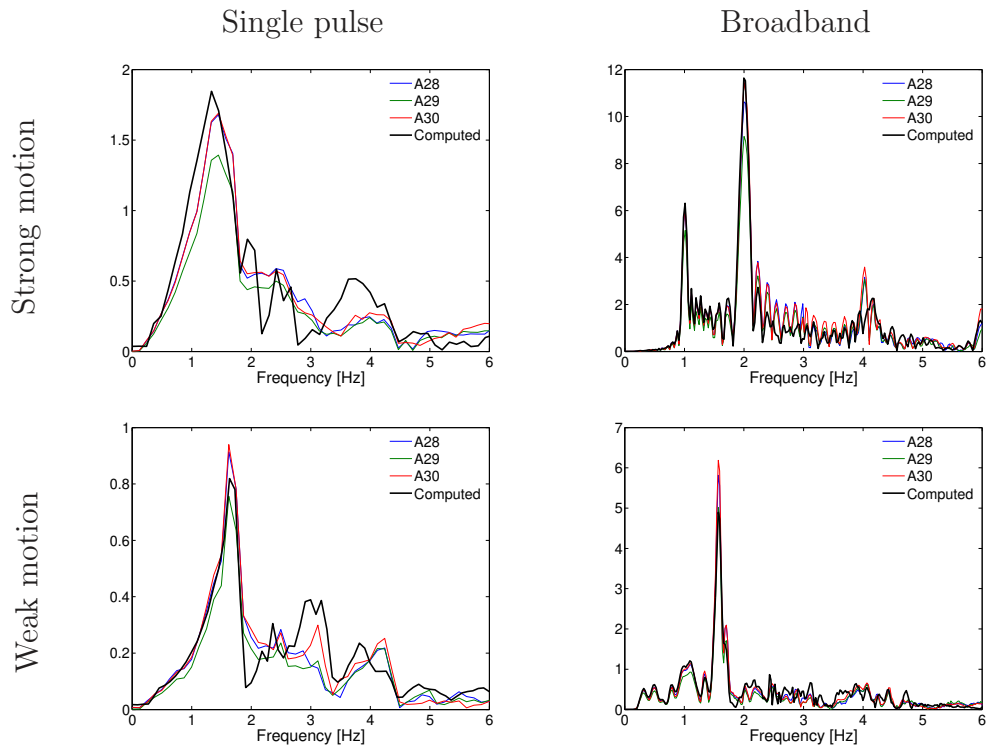 Single pulse
Broadband
Strong motion
2
1.5
1
0.5
0
0 1 2 3 4 5 6
Frequency [Hz]
A28
A29
A30
Computed
12
10
8
6
4
2
0
0 1 2 3 4 5 6
Frequency [Hz]
A28
A29
A30
Computed
Weak motion
1
0.8
0.6
0.4
0.2
0
0 1 2 3 4 5 6
Frequency [Hz]
A28
A29
A30
Computed
7
6
5
4
3
2
1
0
0 1 2 3 4 5 6
Frequency [Hz]
A28
A29
A30
Computed